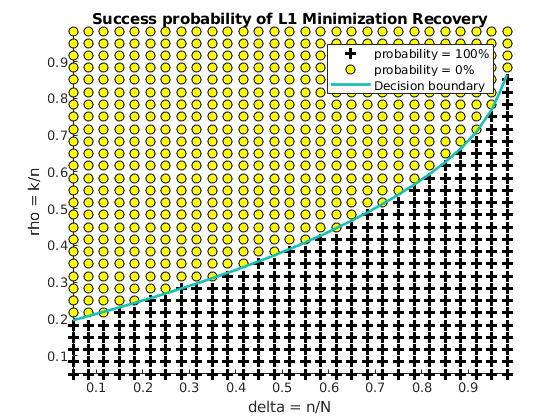 Success probability of L1 Minimization Recovery
probability = 100%
probability = 0%
Decision boundary
rho = k/n
0.9
0.8
0.7
0.6
0.5
0.4
0.3
0.2
0.1
0.1 0.2 0.3 0.4 0.5 0.6 0.7 0.8 0.9
delta = n/N